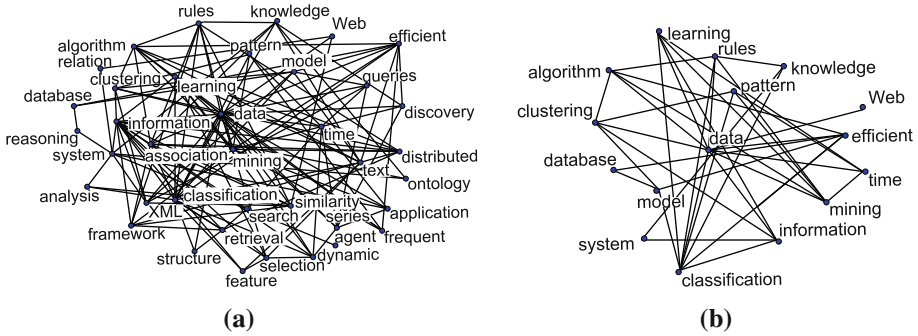 rules
knowledge
Web
algorithm
pattern
efficient
relation
model
clustering
queries
learning
database
data
discovery
information
time
reasoning
system
association
mining
distributed
text
analysis
classification
ontology
XML
similarity
search
series
application
framework
retrieval
agent
frequent
structure
selection
dynamic
feature
(a)
learning
rules
algorithm
knowledge
pattern
clustering
Web
data
efficient
database
time
model
mining
system
information
classification
(b)